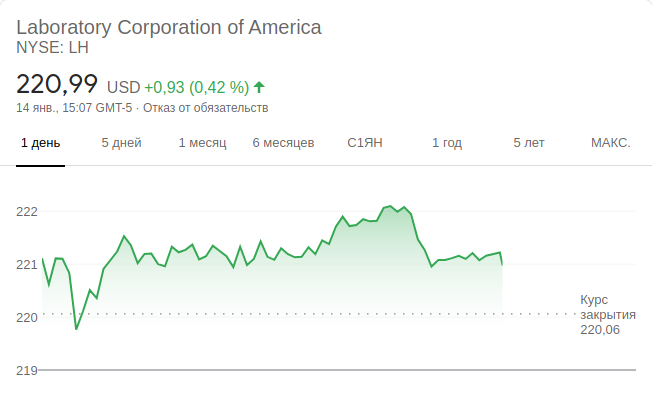 Laboratory Corporation of America
NYSE: LH
220,99 USD +0,93 (0,42 %)
14 янв., 15:07 GMT-5 · Отказ от обязательств
1 день 5 дней 1 месяц 6 месяцев С1ЯН 1 год 5 лет МАКС.
222
221
220
219
Курс
закрытия
220,06